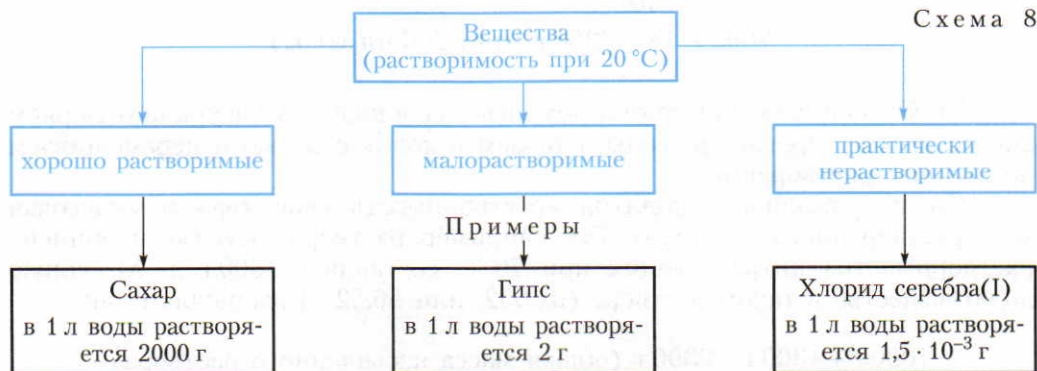 Схема 8
Вещества
(растворимость при 20 °C)
хорошо растворимые
малорастворимые
практически
нерастворимые
Примеры
Сахар
в 1 л воды растворя-
ется 2000 г
Гипс
в 1 л воды растворя-
ется 2 г
Хлорид серебра(I)
в 1 л воды растворя-
ется 1,5 · 10⁻³ г